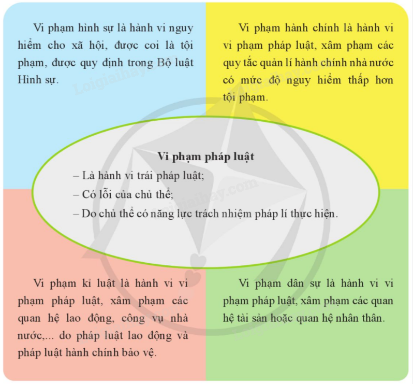 Vi phạm hình sự là hành vi nguy
hiểm cho xã hội, được coi là tội
phạm, được quy định trong Bộ luật
Hình sự.
Vi phạm hành chính là hành vi
vi phạm pháp luật, xâm phạm các
quy tắc quản lí hành chính nhà nước
có mức độ nguy hiểm thấp hơn
tội phạm.
Vi phạm pháp luật
– Là hành vi trái pháp luật;
– Có lỗi của chủ thể;
– Do chủ thể có năng lực trách nhiệm pháp lí thực hiện.
Vi phạm kỉ luật là hành vi vi
phạm pháp luật, xâm phạm các
quan hệ lao động, công vụ nhà
nước,... do pháp luật lao động và
pháp luật hành chính bảo vệ.
Vi phạm dân sự là hành vi vi
phạm pháp luật, xâm phạm các quan
hệ tài sản hoặc quan hệ nhân thân.